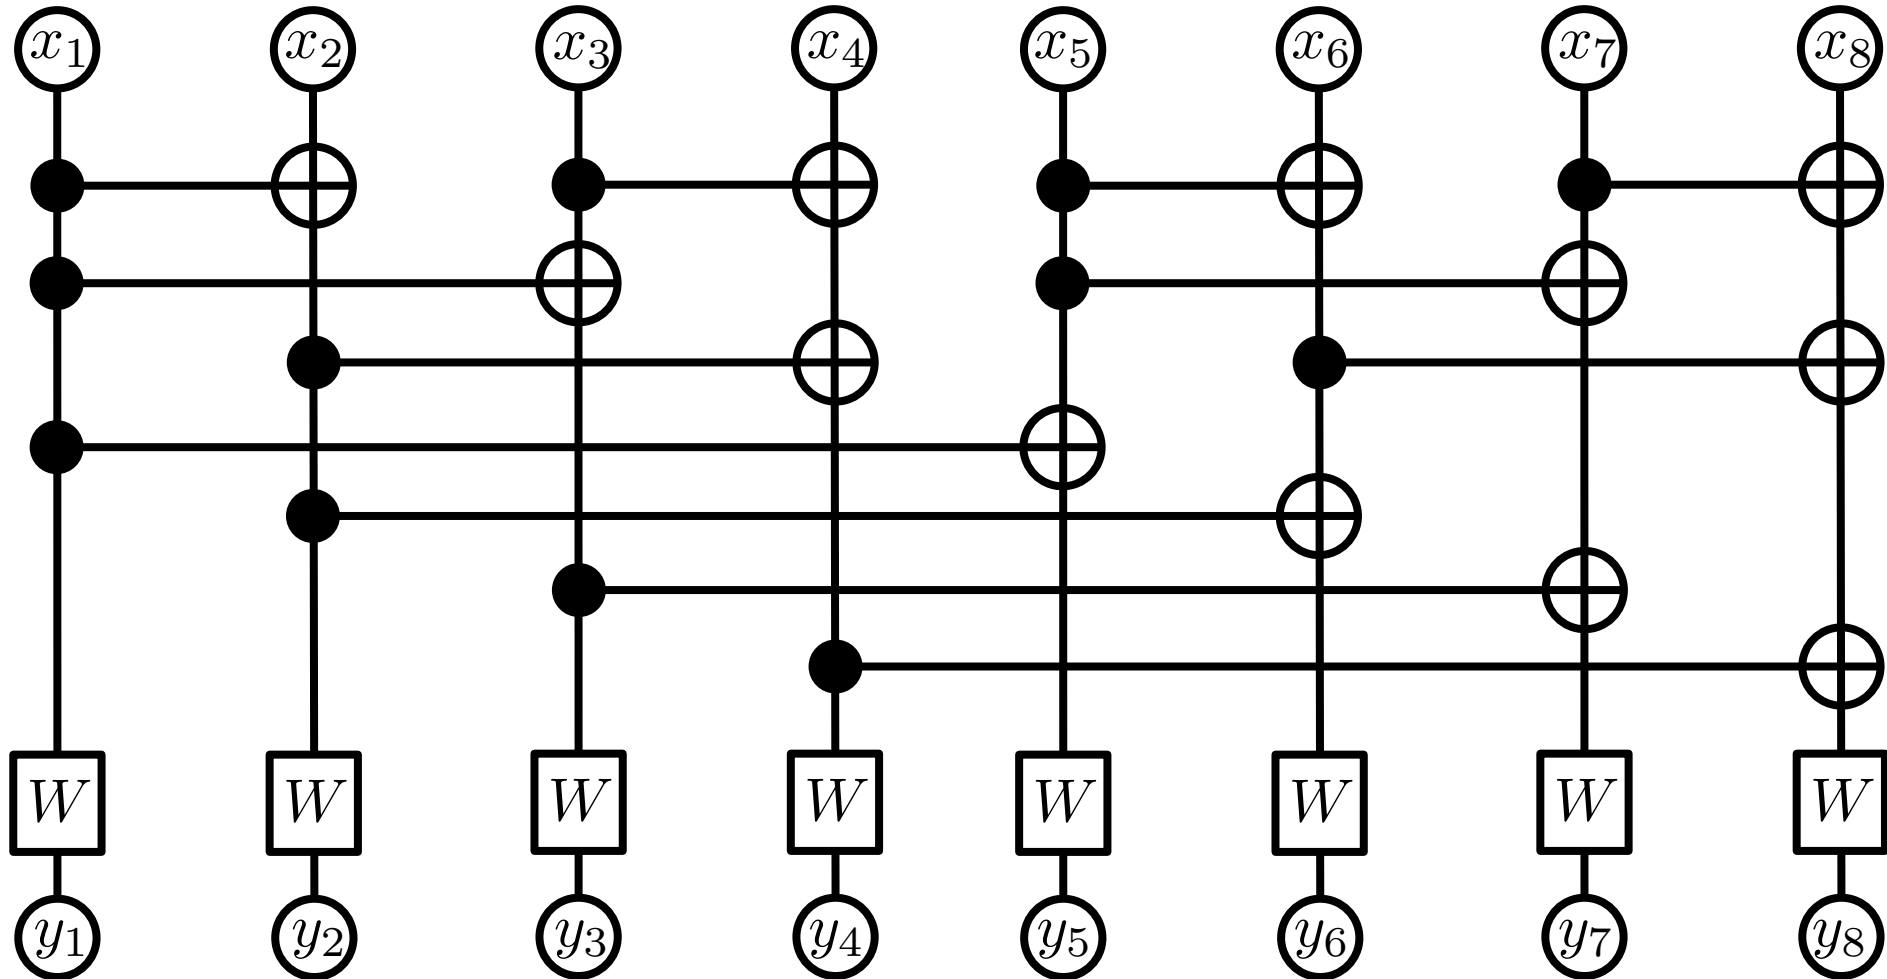 x₁ x₂ x₃ x₄ x₅ x₆ x₇ x₈
W W W W W W W W
y₁ y₂ y₃ y₄ y₅ y₆ y₇ y₈